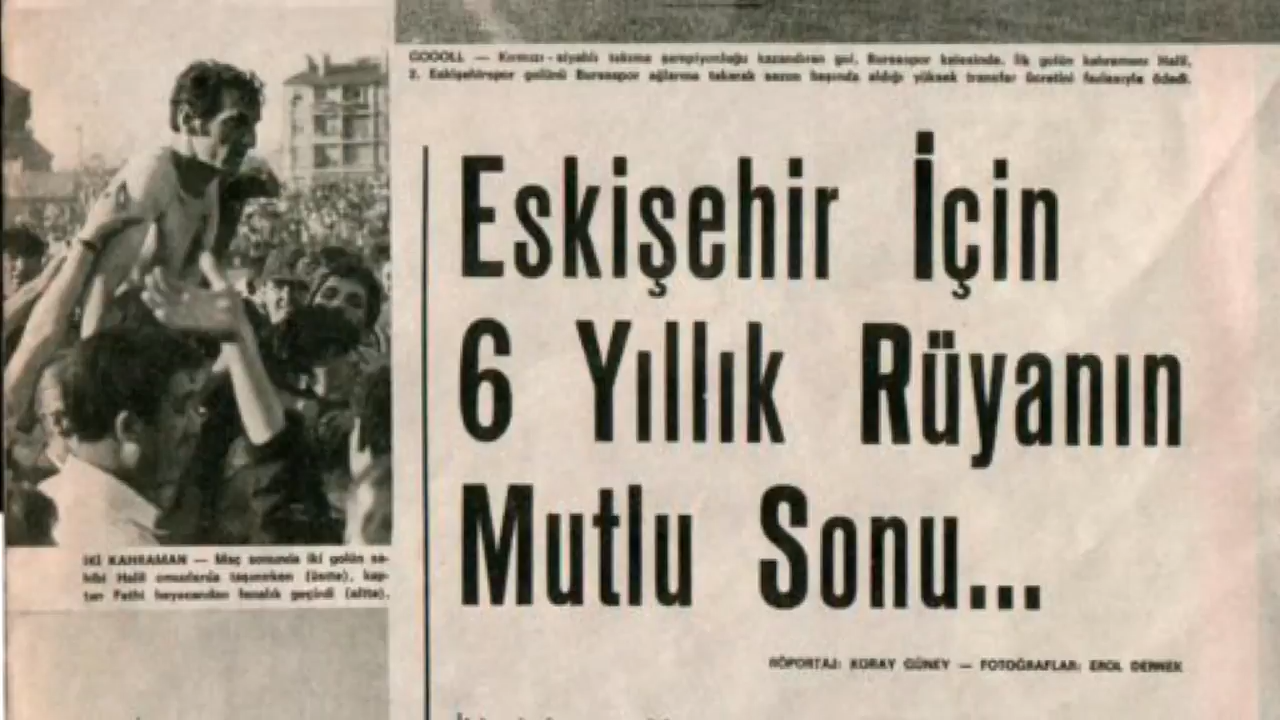 GOOOLL — Kırmızı - siyahlı takıma şampiyonluğu kazandıran gol, Bursaspor kalesinde. İlk golün kahramanı Halil,
2. Eskişehirspor golünü Bursaspor ağlarına takarak sezon başında aldığı yüksek transfer ücretini fazlasıyle ödedi.
Eskişehir İçin
6 Yıllık Rüyanın
Mutlu Sonu...
İKİ KAHRAMAN — Maç sonunda iki golün sa-
hibi Halil omuzlarda taşınırken (üstte), kap-
tan Fethi heyecandan fenalık geçirdi (altta).
RÖPORTAJ: KORAY GÜNEY — FOTOĞRAFLAR: EROL DERNEK